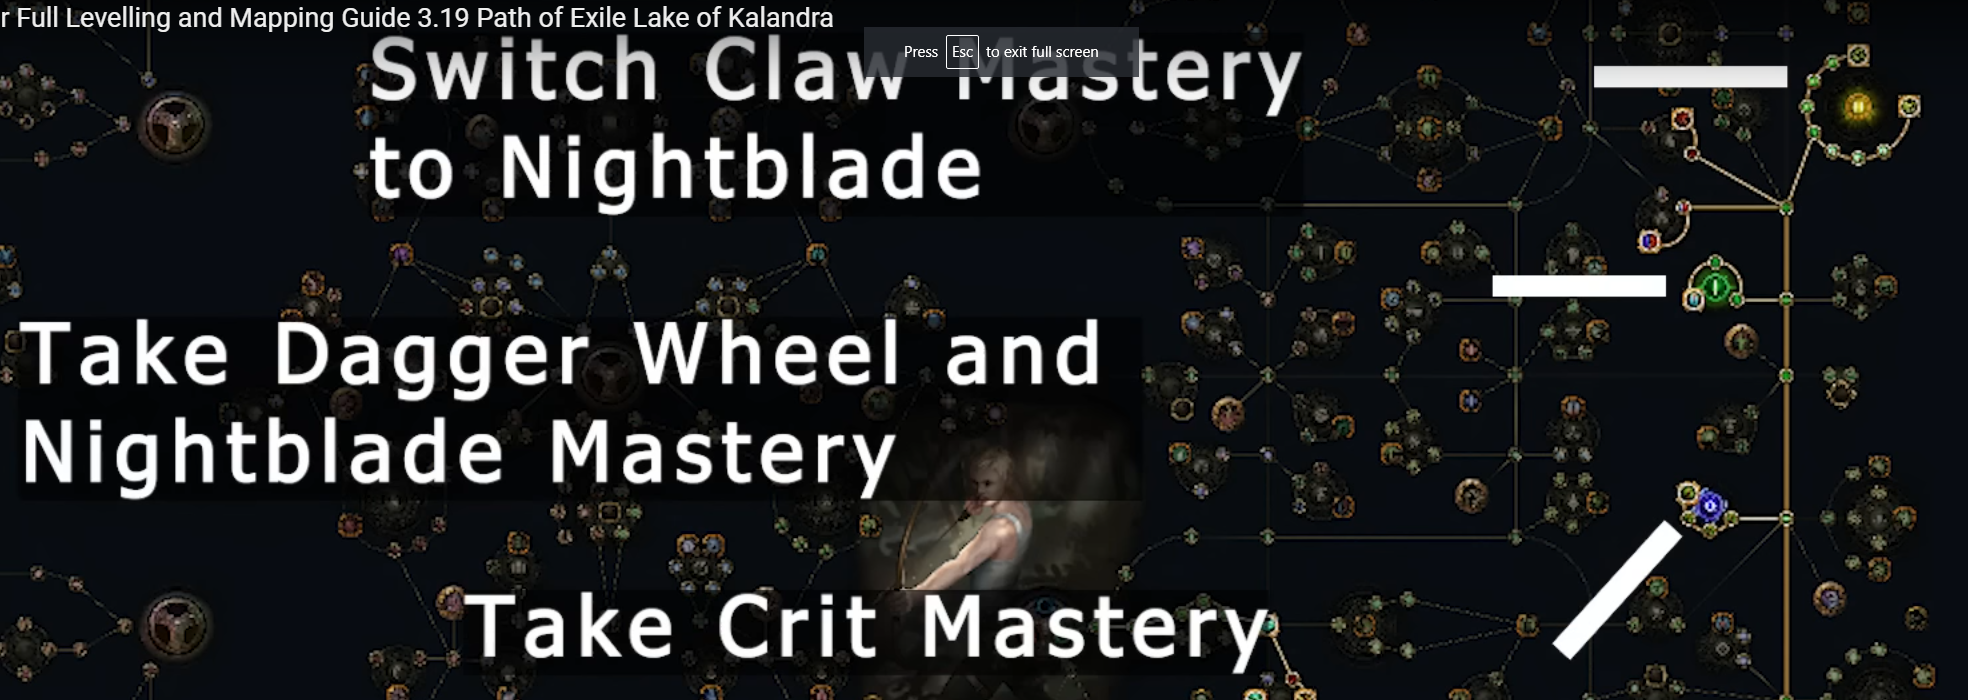 r Full Levelling and Mapping Guide 3.19 Path of Exile Lake of Kalandra
Press Esc to exit full screen
Switch Claw Mastery
to Nightblade
Take Dagger Wheel and
Nightblade Mastery
Take Crit Mastery